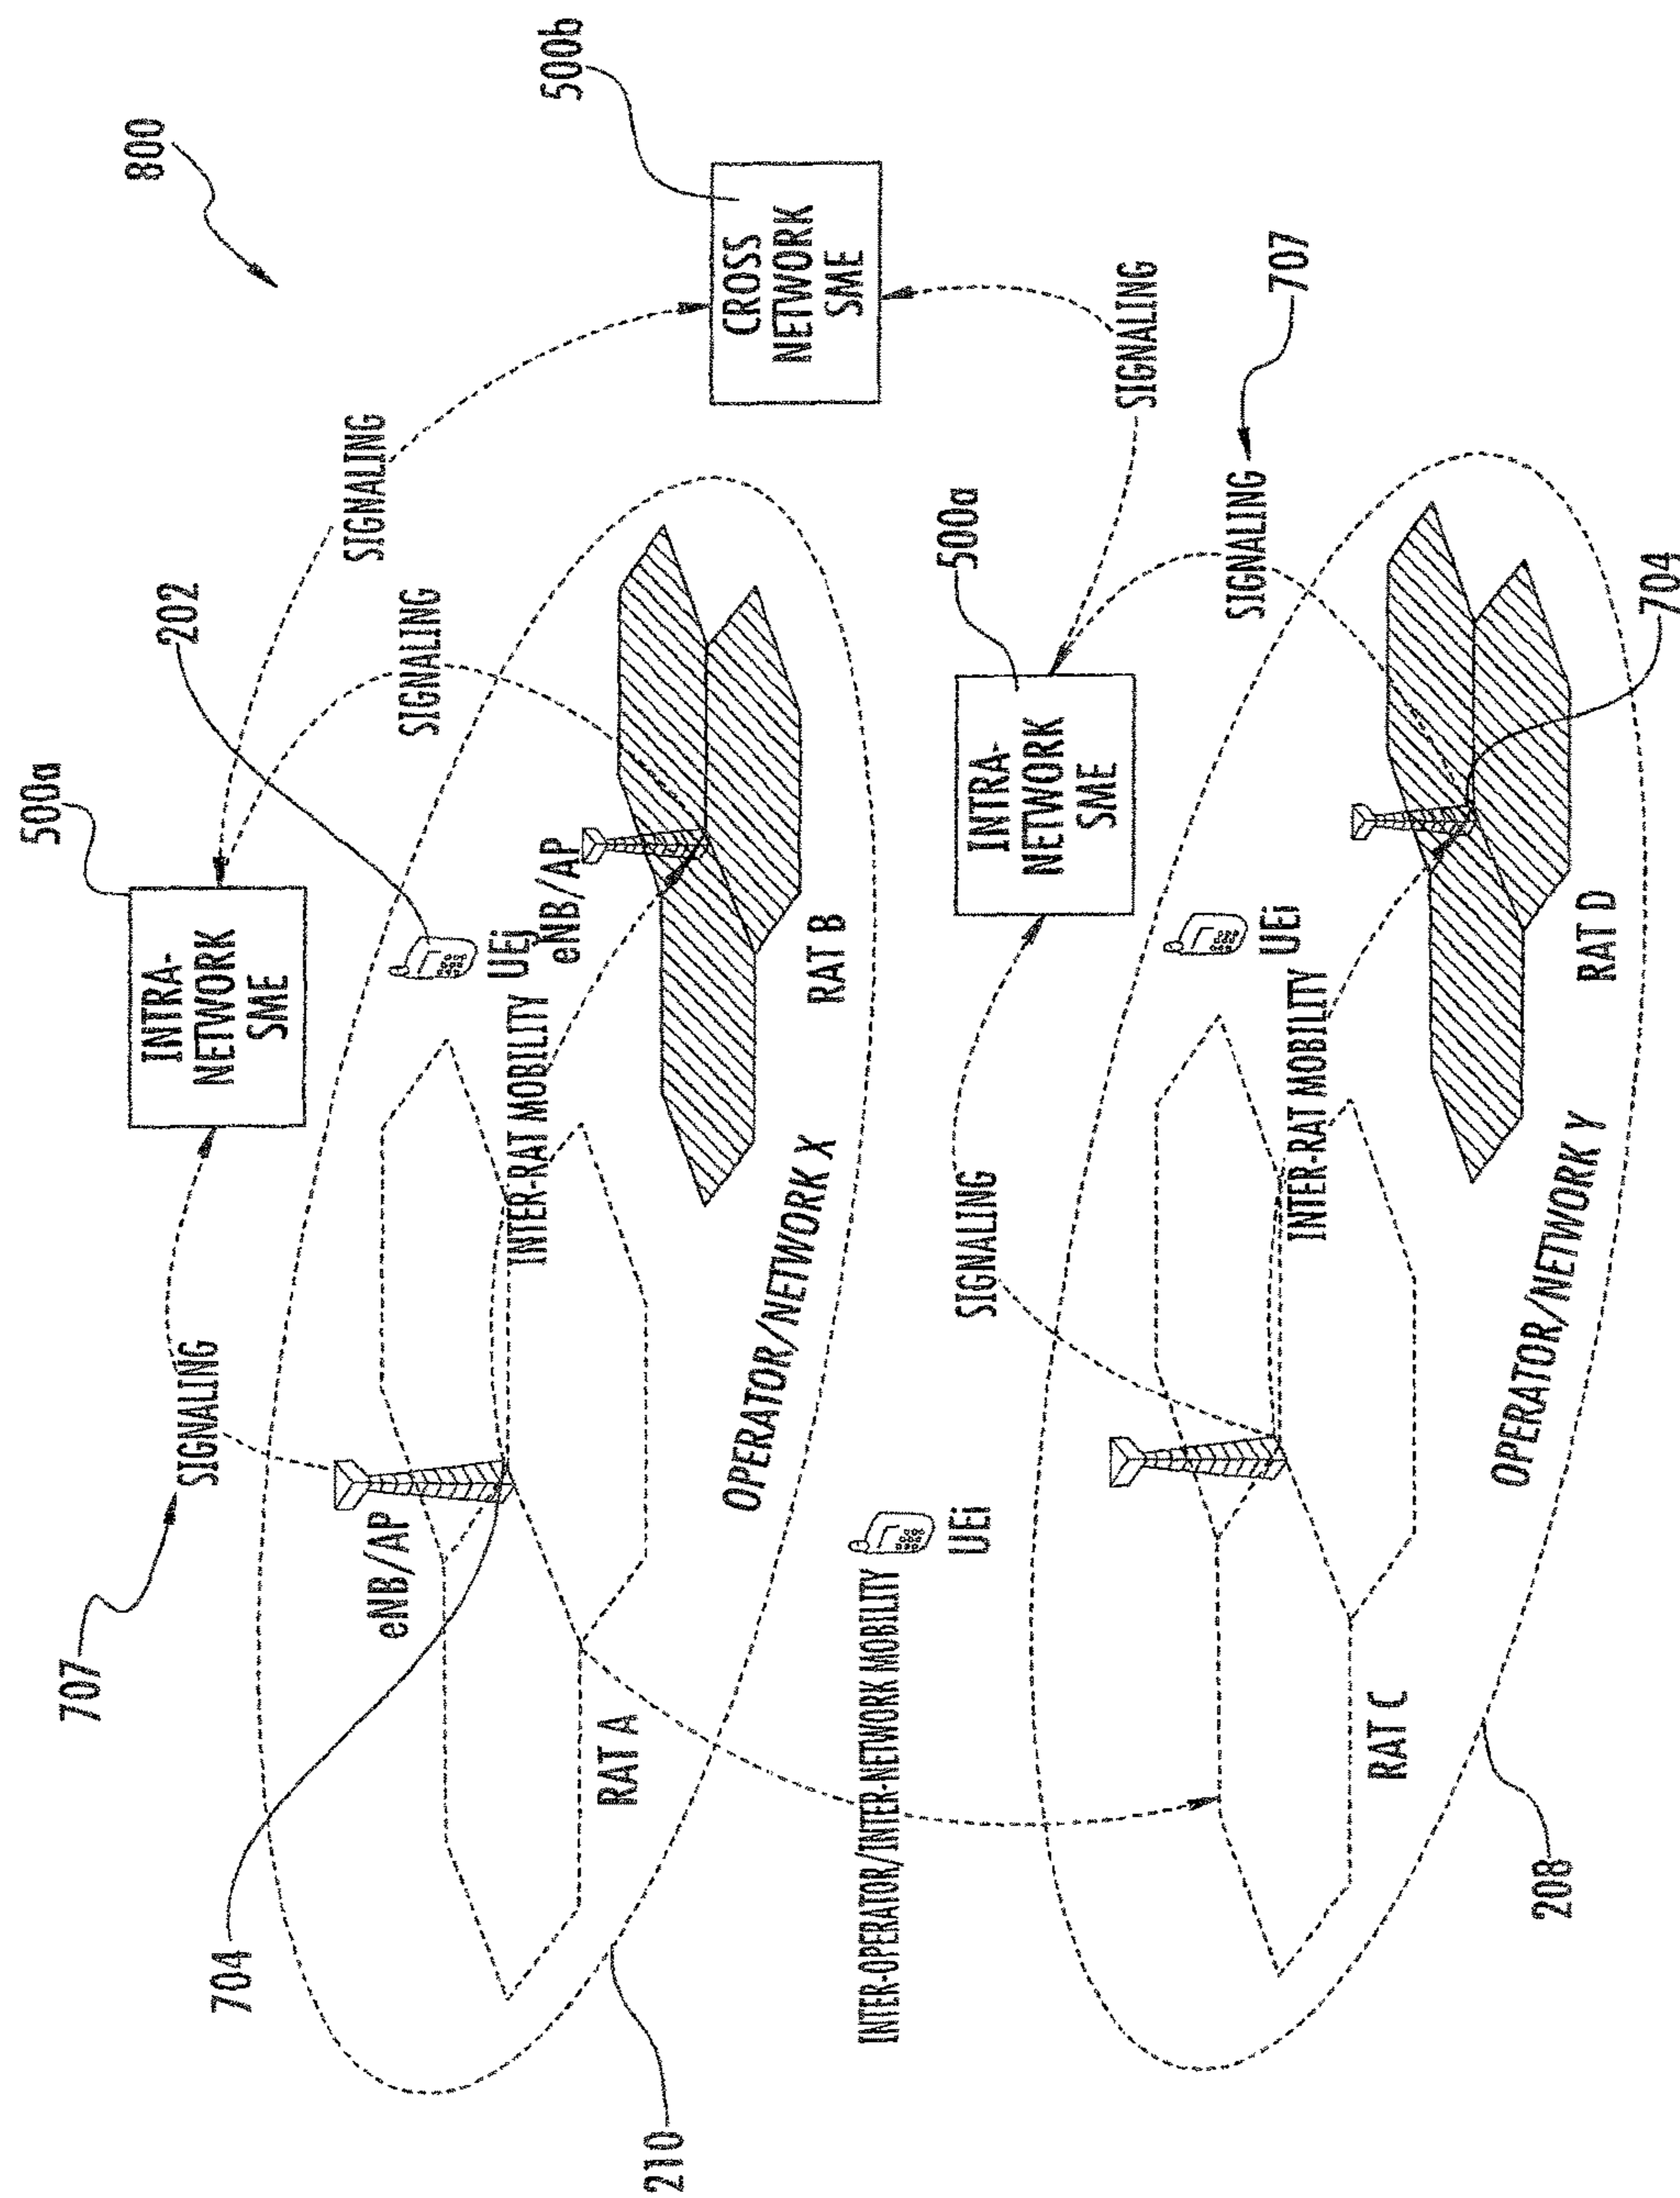 800
500b
CROSS
NETWORK
SME
SIGNALING
SIGNALING
500a
INTRA-
NETWORK
SME
202
SIGNALING
SIGNALING
707
UEj
eNB/AP
eNB/AP
INTER-RAT MOBILITY
704
RAT A
RAT B
OPERATOR/NETWORK X
210
INTER-OPERATOR/INTER-NETWORK MOBILITY
UEi
500a
INTRA-
NETWORK
SME
SIGNALING
707
SIGNALING
UEi
INTER-RAT MOBILITY
RAT C
RAT D
704
OPERATOR/NETWORK Y
208